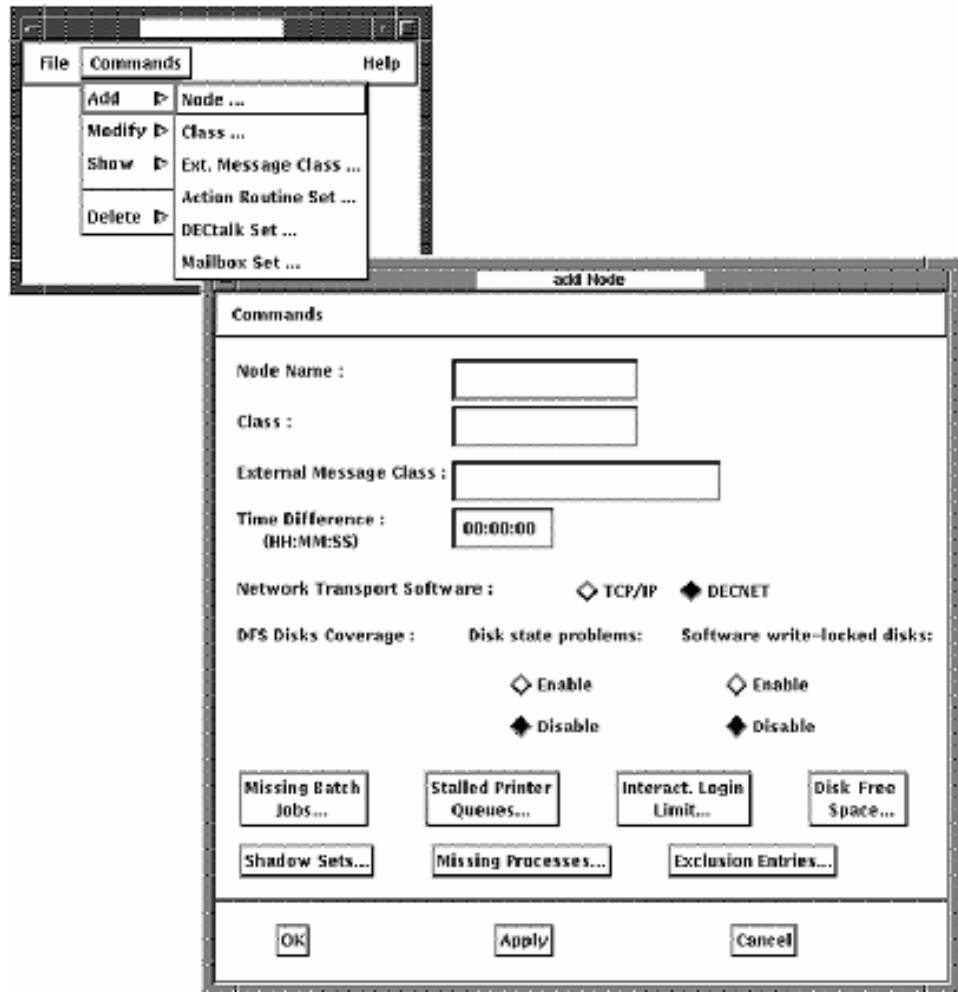 File Commands Help
Add Node ...
Modify Class ...
Show Ext. Message Class ...
Action Routine Set ...
Delete DECtalk Set ...
Mailbox Set ...
add Node
Commands
Node Name :
Class :
External Message Class :
Time Difference : 00:00:00
(HH:MM:SS)
Network Transport Software : TCP/IP DECNET
DFS Disks Coverage : Disk state problems: Software write-locked disks:
Enable Enable
Disable Disable
Missing Batch Jobs...
Stalled Printer Queues...
Interact. Login Limit...
Disk Free Space...
Shadow Sets... Missing Processes... Exclusion Entries...
OK Apply Cancel